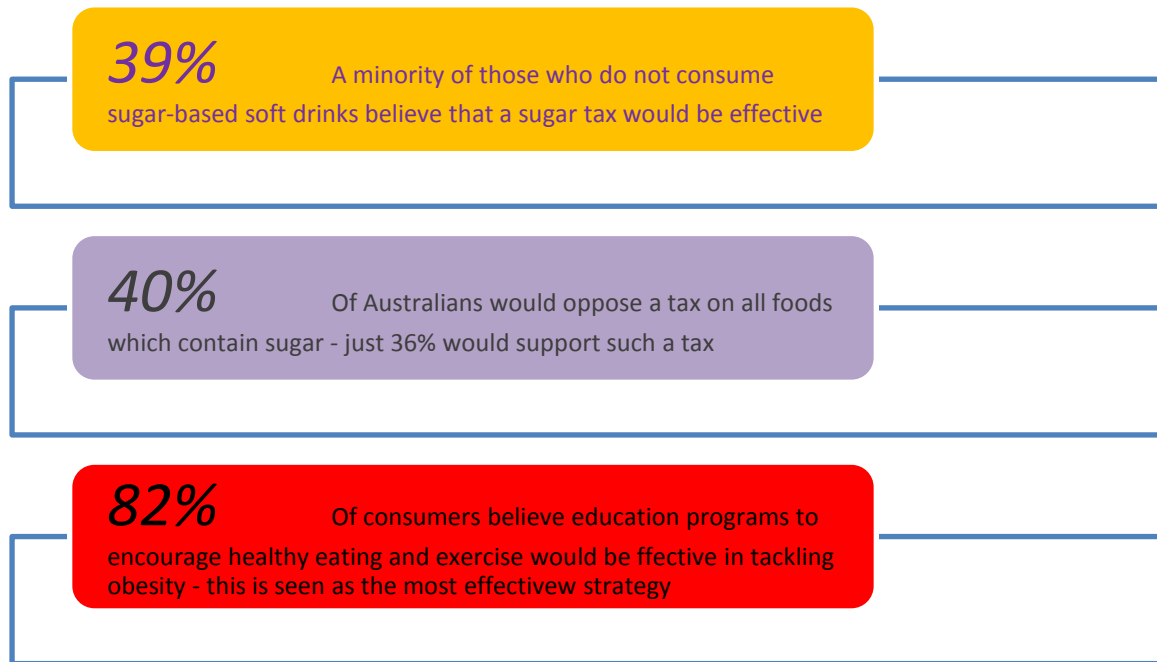 39% A minority of those who do not consume
sugar-based soft drinks believe that a sugar tax would be effective
40% Of Australians would oppose a tax on all foods
which contain sugar - just 36% would support such a tax
82% Of consumers believe education programs to
encourage healthy eating and exercise would be ffective in tackling
obesity - this is seen as the most effectivew strategy